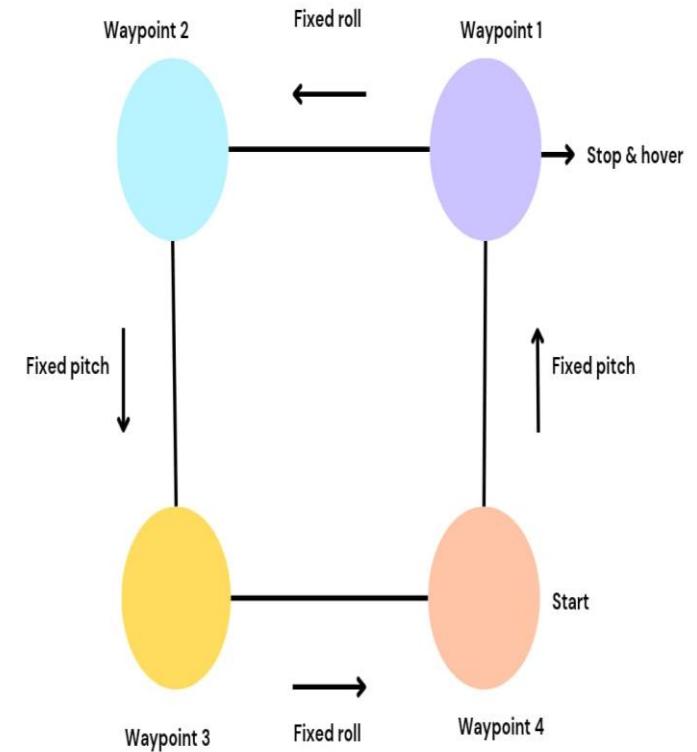 Fixed roll
Waypoint 2
Waypoint 1
Stop & hover
Fixed pitch
Fixed pitch
Start
Waypoint 4
Fixed roll
Waypoint 3